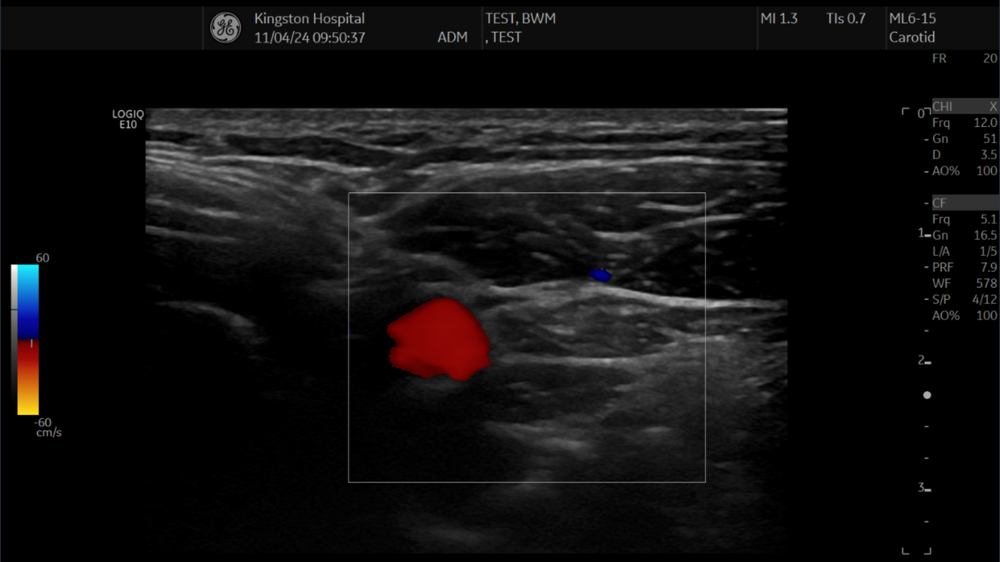 Kingston Hospital
11/04/24 09:50:37 ADM
TEST, BWM
, TEST
MI 1.3 TIs 0.7
ML6-15
Carotid
FR 20
LOGIQ
E10
CHI X
Frq 12.0
Gn 51
D 3.5
AO% 100
CF
Frq 5.1
Gn 16.5
L/A 1/5
PRF 7.9
WF 578
S/P 4/12
AO% 100
0
1
2
3
60
-60
cm/s
GE